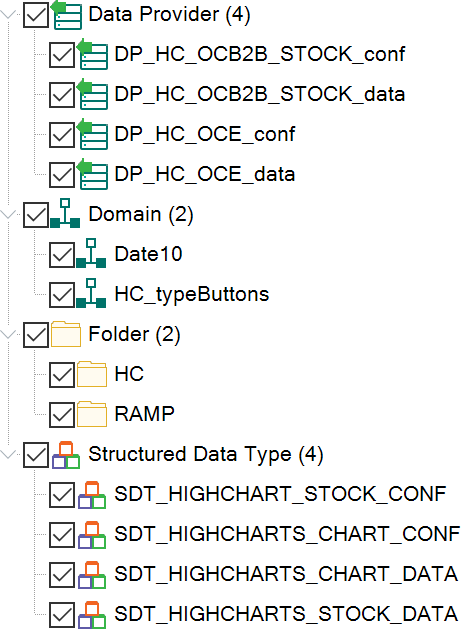 Data Provider (4)
DP_HC_OCB2B_STOCK_conf
DP_HC_OCB2B_STOCK_data
DP_HC_OCE_conf
DP_HC_OCE_data
Domain (2)
Date10
HC_typeButtons
Folder (2)
HC
RAMP
Structured Data Type (4)
SDT_HIGHCHART_STOCK_CONF
SDT_HIGHCHARTS_CHART_CONF
SDT_HIGHCHARTS_CHART_DATA
SDT_HIGHCHARTS_STOCK_DATA